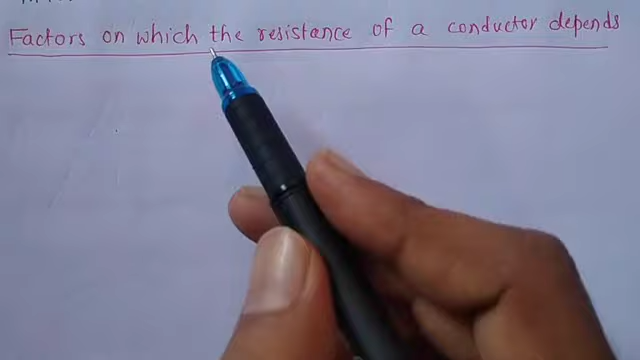 Factors on which the resistance of a conductor depends